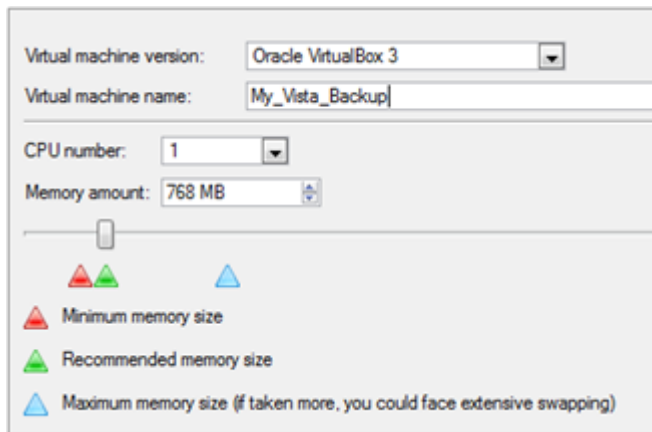 Virtual machine version: Oracle VirtualBox 3
Virtual machine name: My_Vista_Backup
CPU number: 1
Memory amount: 768 MB
Minimum memory size
Recommended memory size
Maximum memory size (if taken more, you could face extensive swapping)